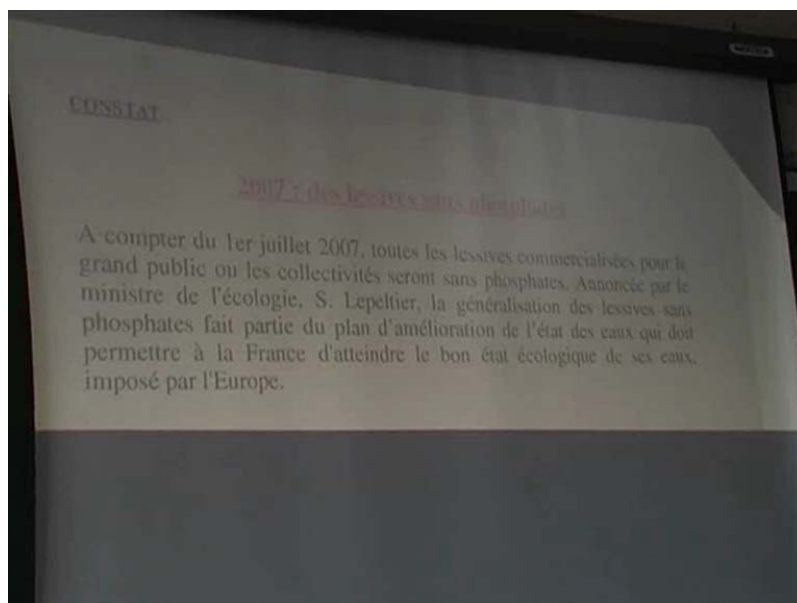 CONSTAT
2007 : des lessives sans phosphates
A compter du 1er juillet 2007, toutes les lessives commercialisées pour le
grand public ou les collectivités seront sans phosphates. Annoncée par le
ministre de l'écologie, S. Lepeltier, la généralisation des lessives sans
phosphates fait partie du plan d'amélioration de l'état des eaux qui doit
permettre à la France d'atteindre le bon état écologique de ses eaux,
imposé par l'Europe.